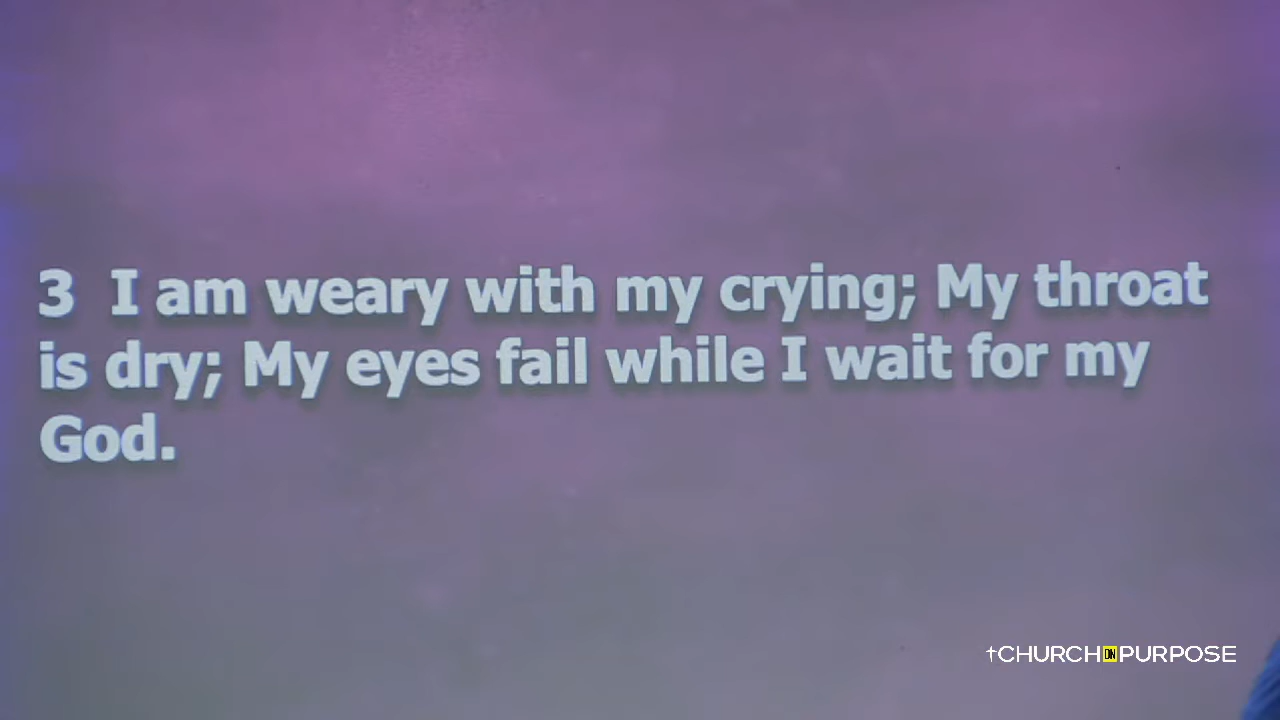 3 I am weary with my crying; My throat
is dry; My eyes fail while I wait for my
God.
†CHURCH ON PURPOSE